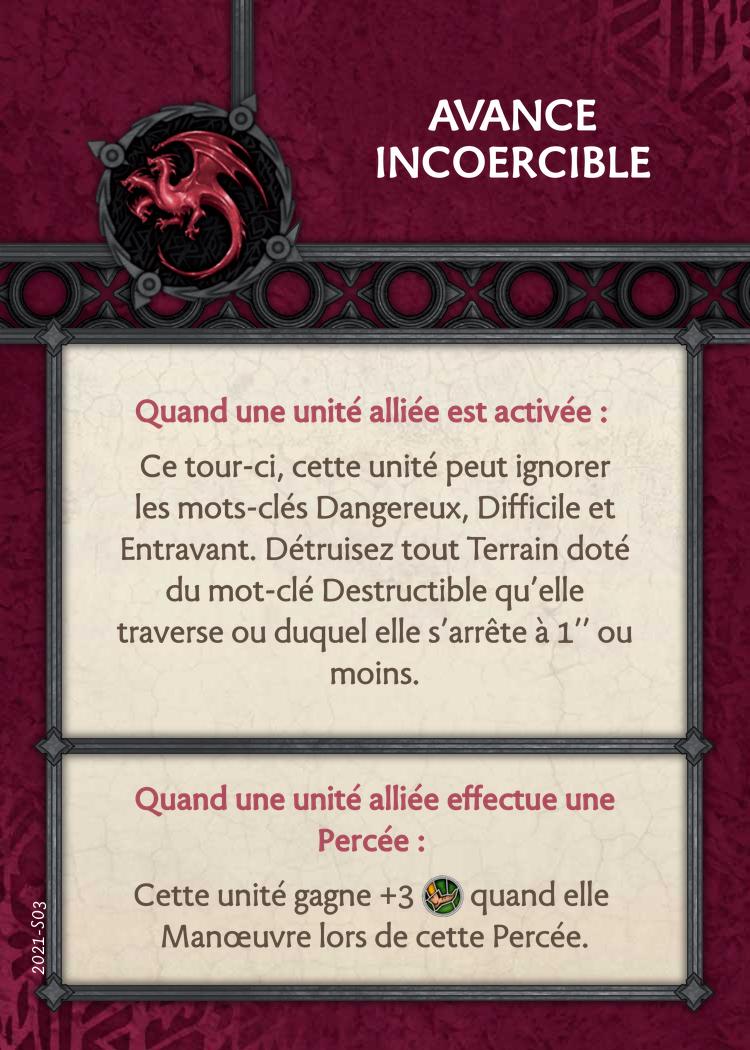 AVANCE
INCOERCIBLE
Quand une unité alliée est activée :
Ce tour-ci, cette unité peut ignorer
les mots-clés Dangereux, Difficile et
Entravant. Détruisez tout Terrain doté
du mot-clé Destructible qu’elle
traverse ou duquel elle s’arrête à 1’’ ou
moins.
Quand une unité alliée effectue une
Percée :
Cette unité gagne +3 quand elle
Manœuvre lors de cette Percée.
2021-S03